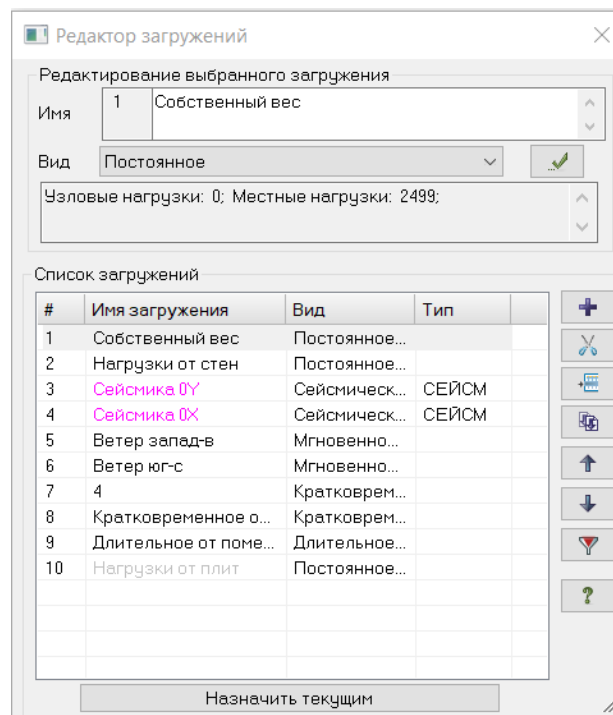 Редактор загружений
Редактирование выбранного загружения
Имя 1 Собственный вес
Вид Постоянное
Узловые нагрузки: 0; Местные нагрузки: 2499;
Список загружений
# Имя загружения Вид Тип
1 Собственный вес Постоянное...
2 Нагрузки от стен Постоянное...
3 Сейсмика 0Y Сейсмическ... СЕЙСМ
4 Сейсмика 0X Сейсмическ... СЕЙСМ
5 Ветер запад-в Мгновенно...
6 Ветер юг-с Мгновенно...
7 4 Кратковрем...
8 Кратковременное о... Кратковрем...
9 Длительное от поме... Длительное...
10 Нагрузки от плит Постоянное...
?
Назначить текущим